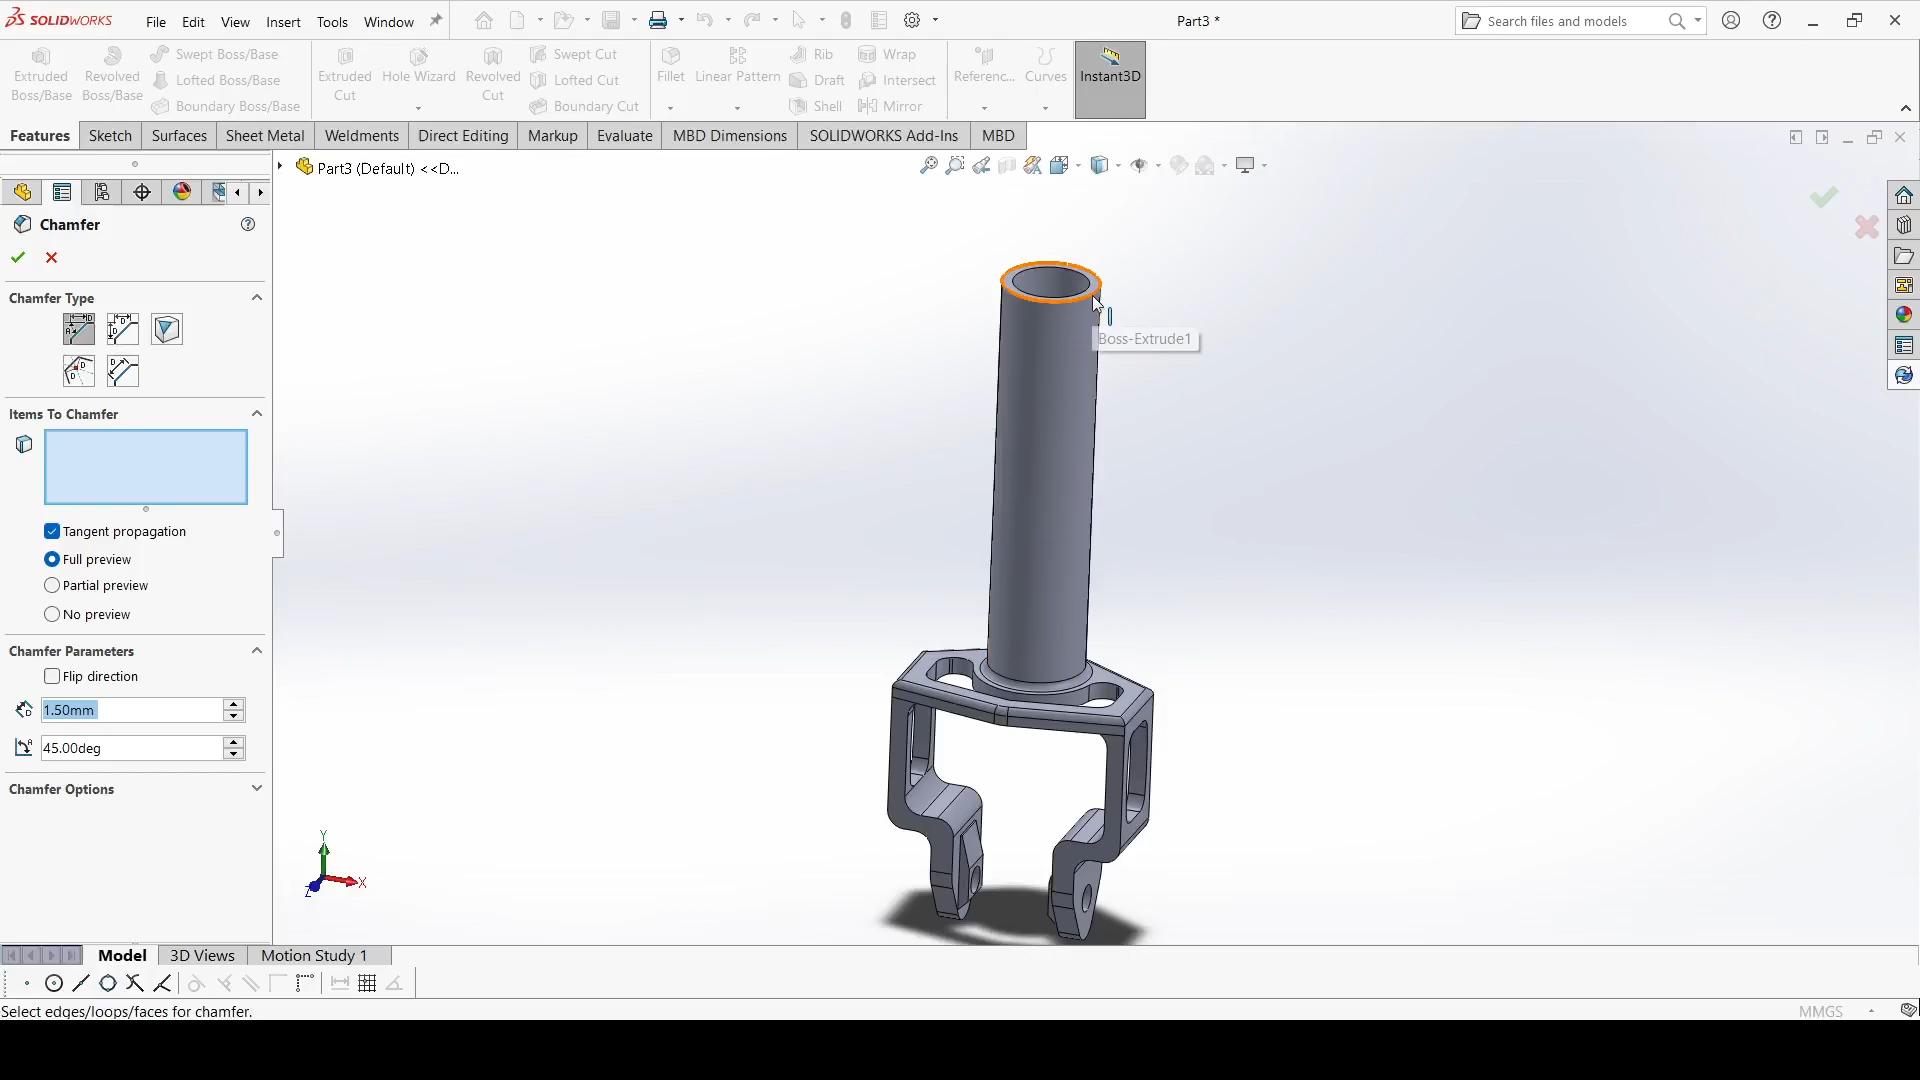 SOLIDWORKS File Edit View Insert Tools Window Part3 * Search files and models
Extruded Boss/Base
Revolved Boss/Base
Swept Boss/Base
Lofted Boss/Base
Boundary Boss/Base
Extruded Cut
Hole Wizard
Revolved Cut
Swept Cut
Lofted Cut
Boundary Cut
Fillet
Linear Pattern
Rib
Draft
Shell
Wrap
Intersect
Mirror
Referenc...
Curves
Instant3D
Features Sketch Surfaces Sheet Metal Weldments Direct Editing Markup Evaluate MBD Dimensions SOLIDWORKS Add-Ins MBD
Part3 (Default) <<D...
Chamfer
Chamfer Type
Items To Chamfer
Tangent propagation
Full preview
Partial preview
No preview
Chamfer Parameters
Flip direction
1.50mm
45.00deg
Chamfer Options
Boss-Extrude1
Y
X
Z
Model 3D Views Motion Study 1
Select edges/loops/faces for chamfer. MMGS